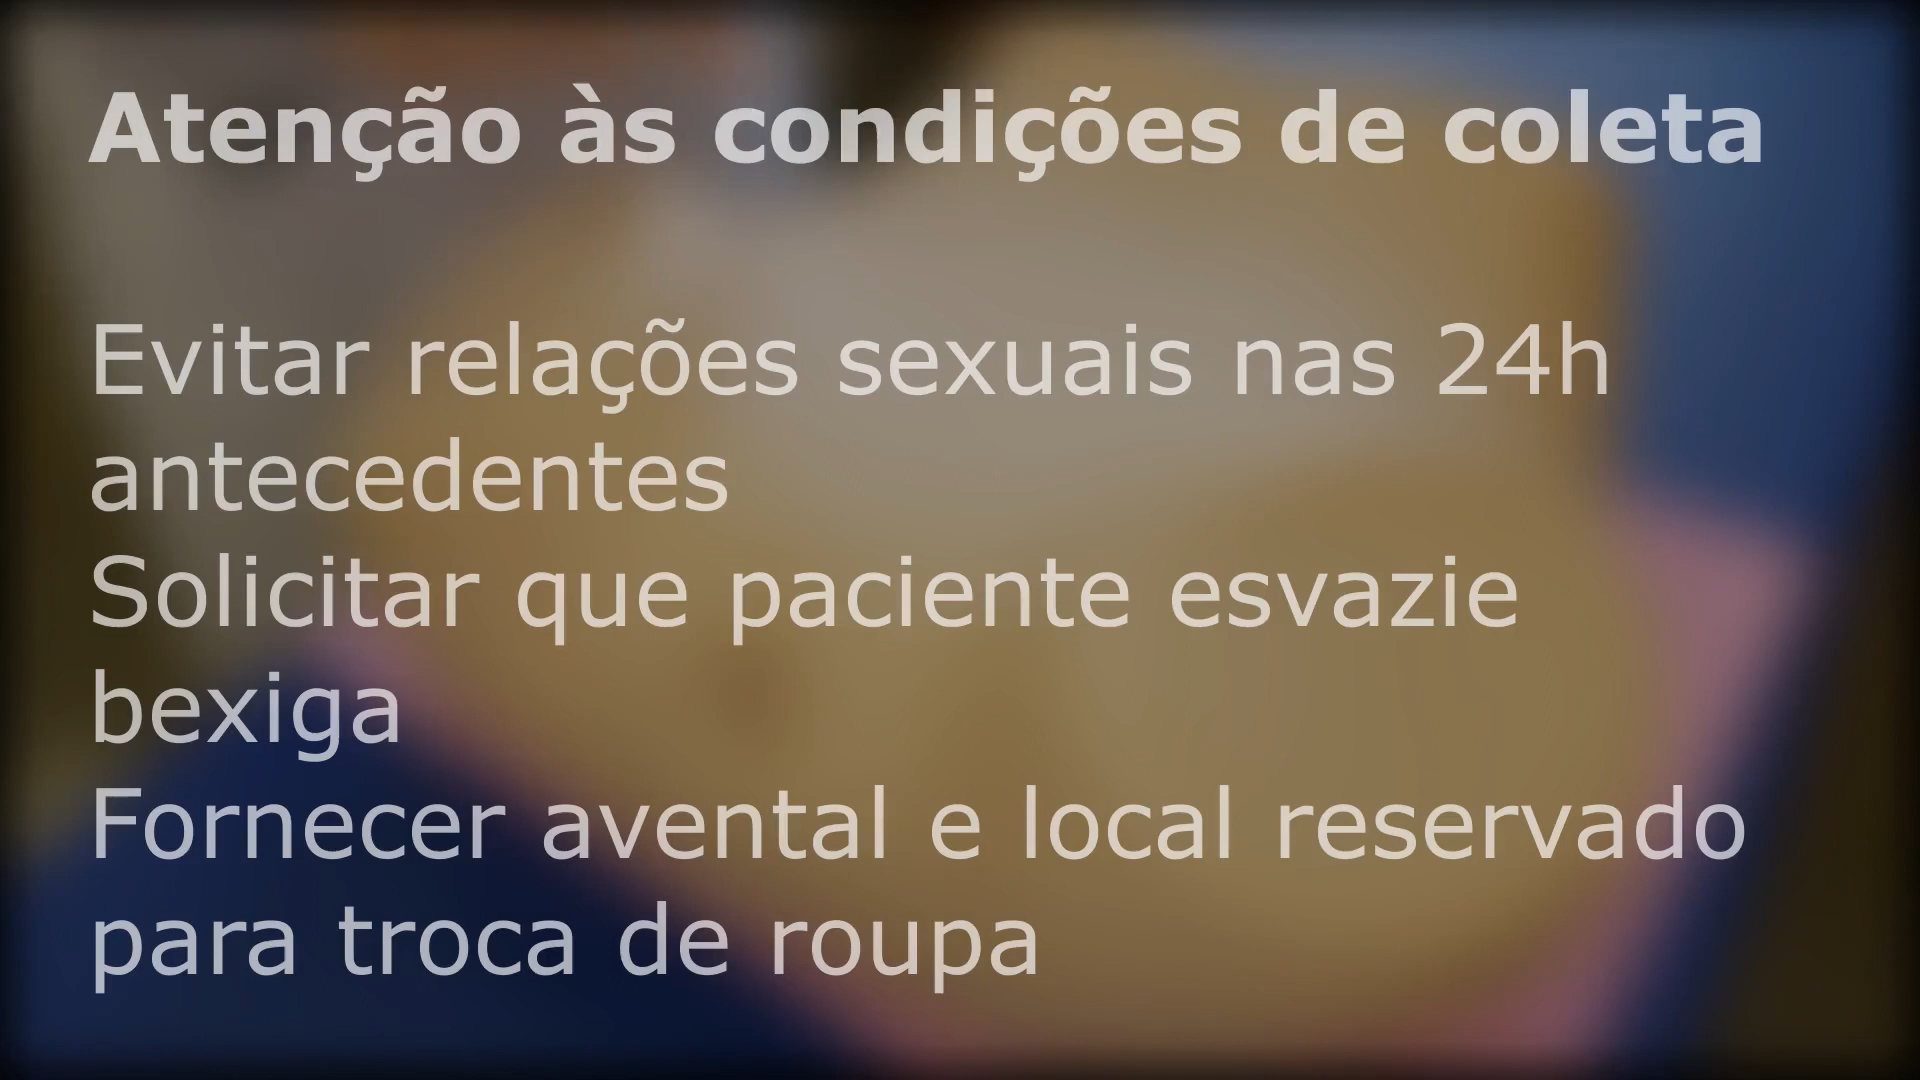 Atenção às condições de coleta
Evitar relações sexuais nas 24h
antecedentes
Solicitar que paciente esvazie
bexiga
Fornecer avental e local reservado
para troca de roupa